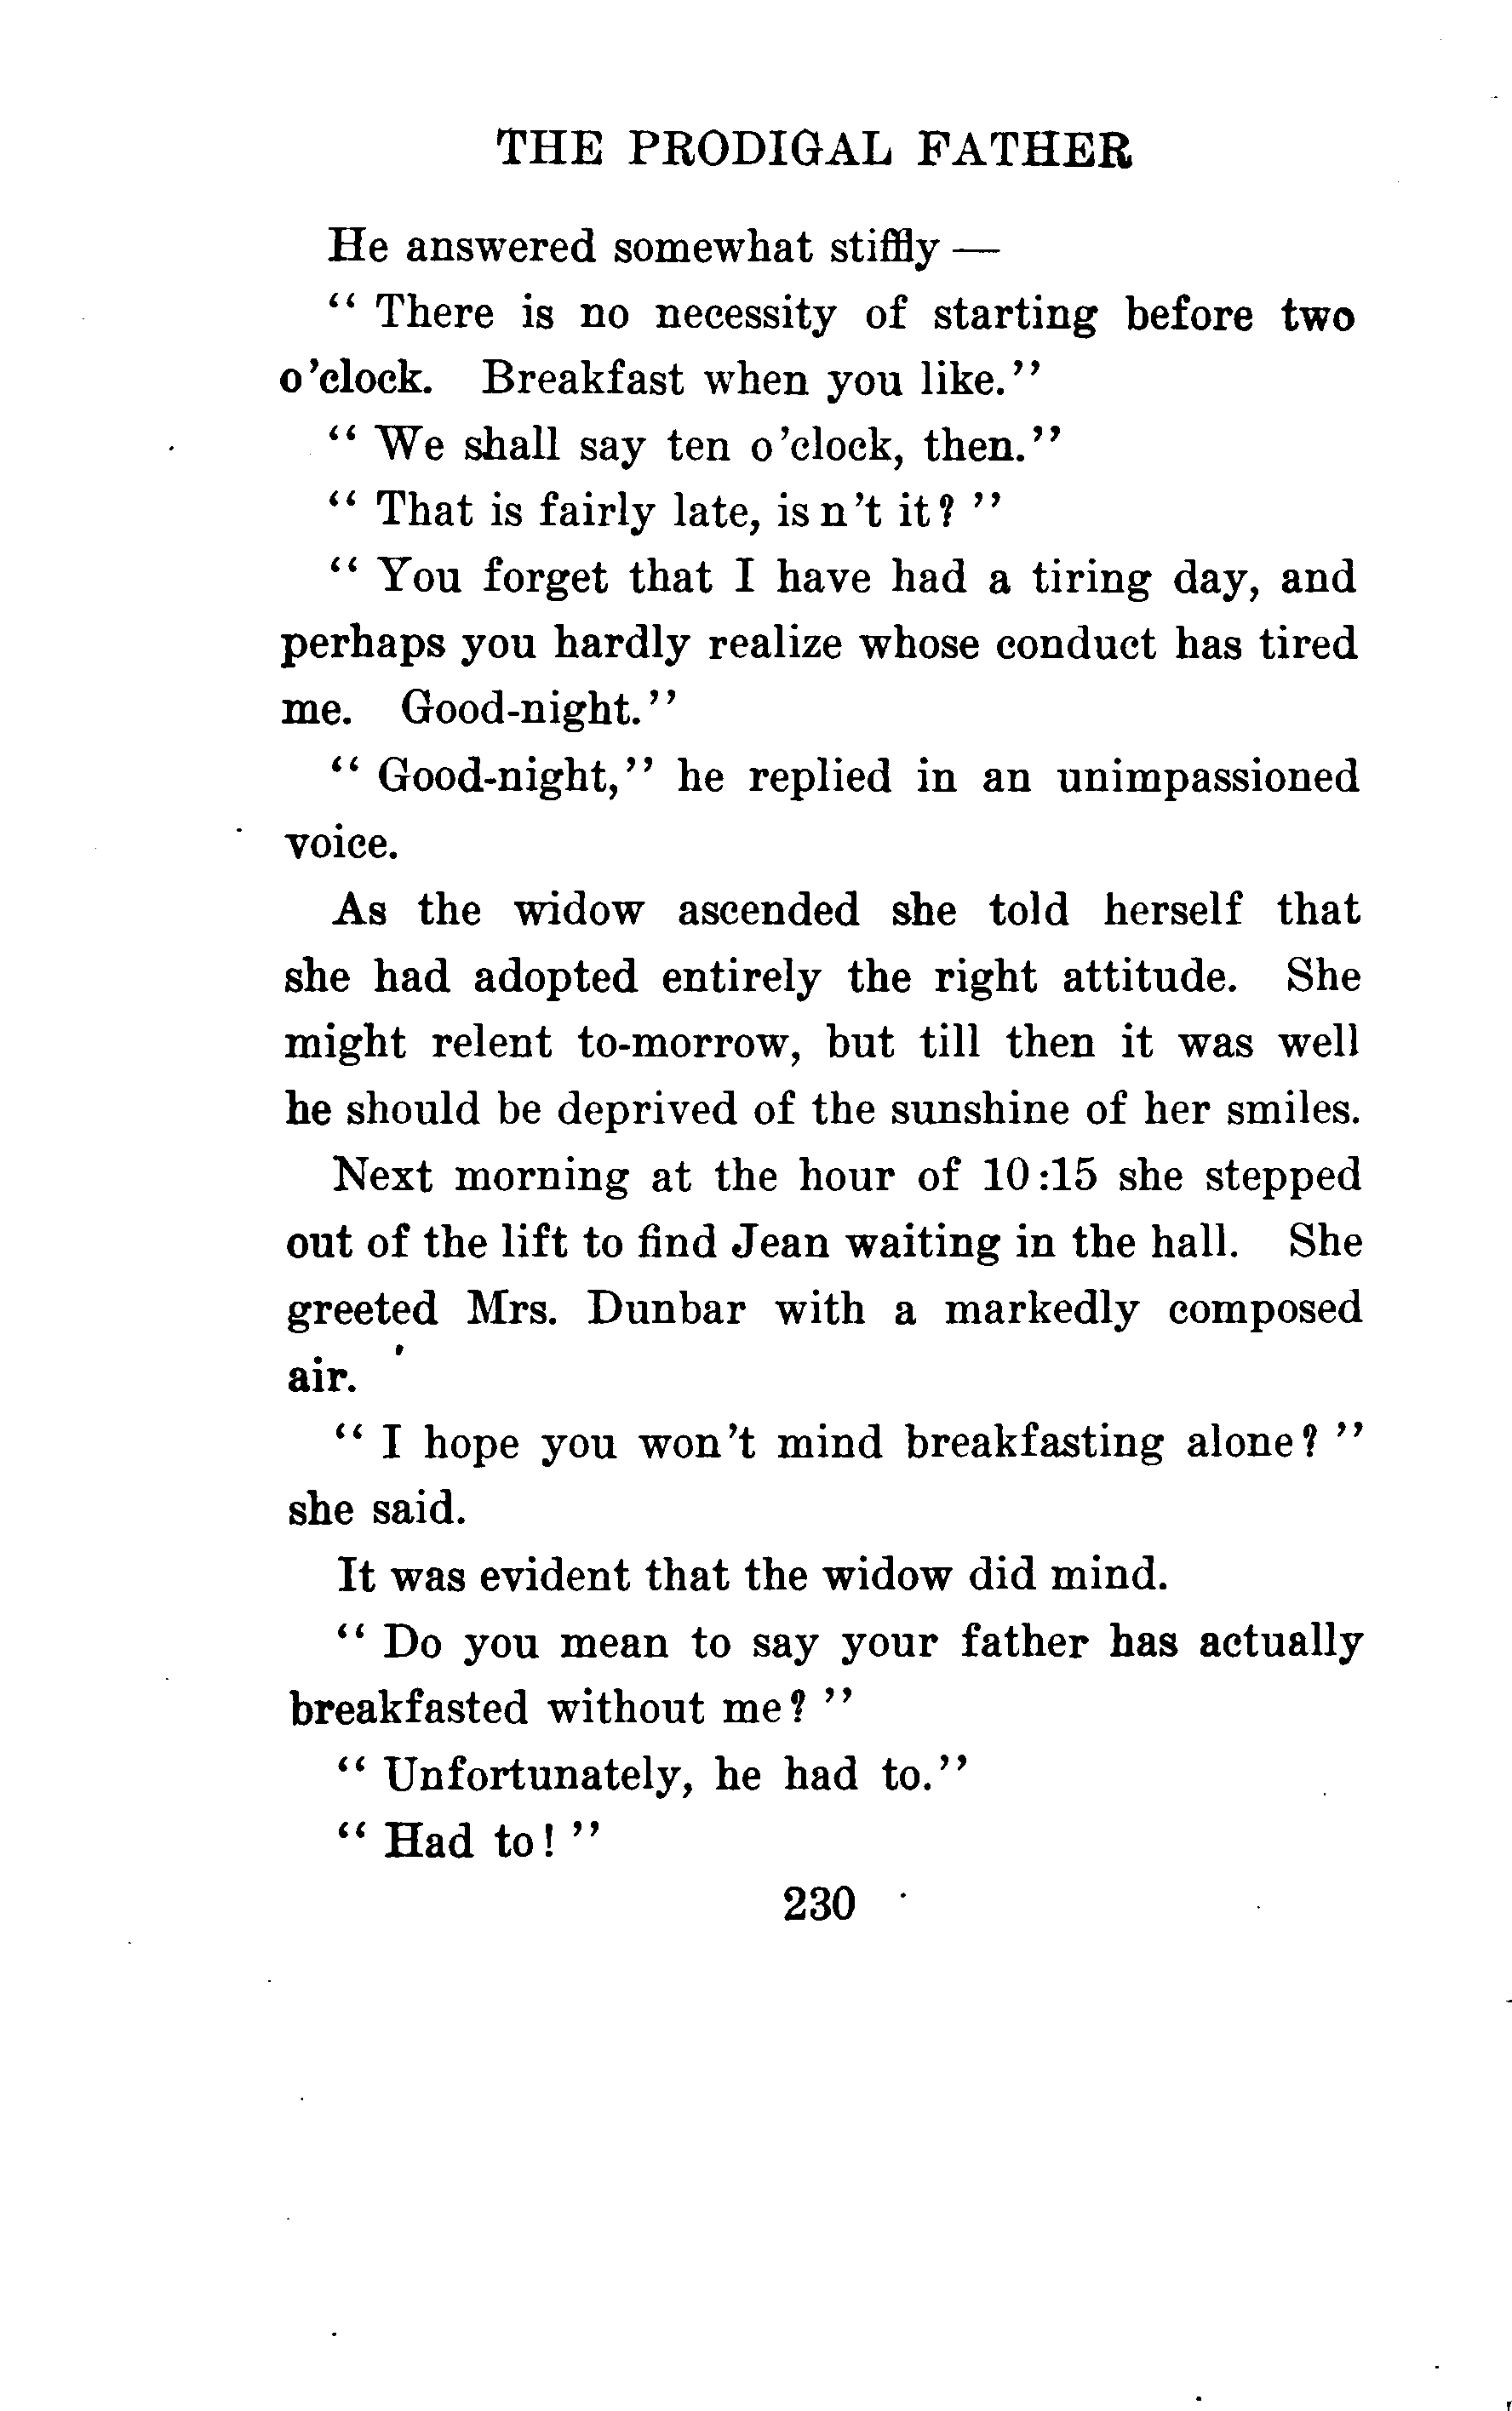 THE PRODIGAL FATHER
He answered somewhat stiffly —
“ There is no necessity of starting before two
o’clock. Breakfast when you like.”
“ We shall say ten o’clock, then.”
“ That is fairly late, is n’t it? ”
“ You forget that I have had a tiring day, and
perhaps you hardly realize whose conduct has tired
me. Good-night.”
“ Good-night,” he replied in an unimpassioned
voice.
As the widow ascended she told herself that
she had adopted entirely the right attitude. She
might relent to-morrow, but till then it was well
he should be deprived of the sunshine of her smiles.
Next morning at the hour of 10:15 she stepped
out of the lift to find Jean waiting in the hall. She
greeted Mrs. Dunbar with a markedly composed
air.
“ I hope you won’t mind breakfasting alone? ”
she said.
It was evident that the widow did mind.
“ Do you mean to say your father has actually
breakfasted without me? ”
“ Unfortunately, he had to.”
“ Had to! ”
230